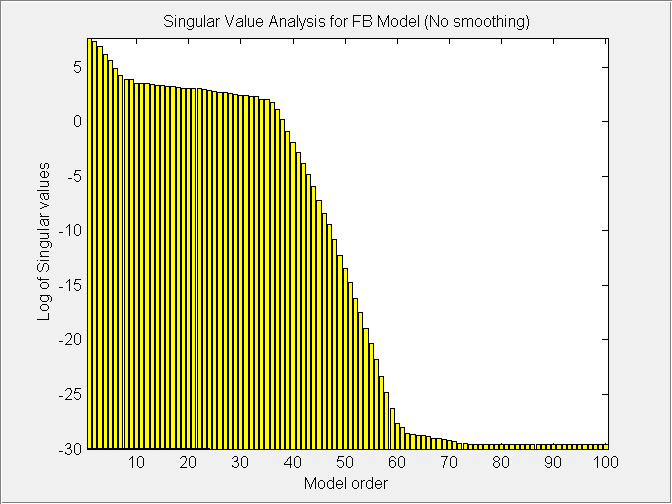 Singular Value Analysis for FB Model (No smoothing)
5
0
-5
-10
-15
-20
-25
-30
Log of Singular values
10 20 30 40 50 60 70 80 90 100
Model order